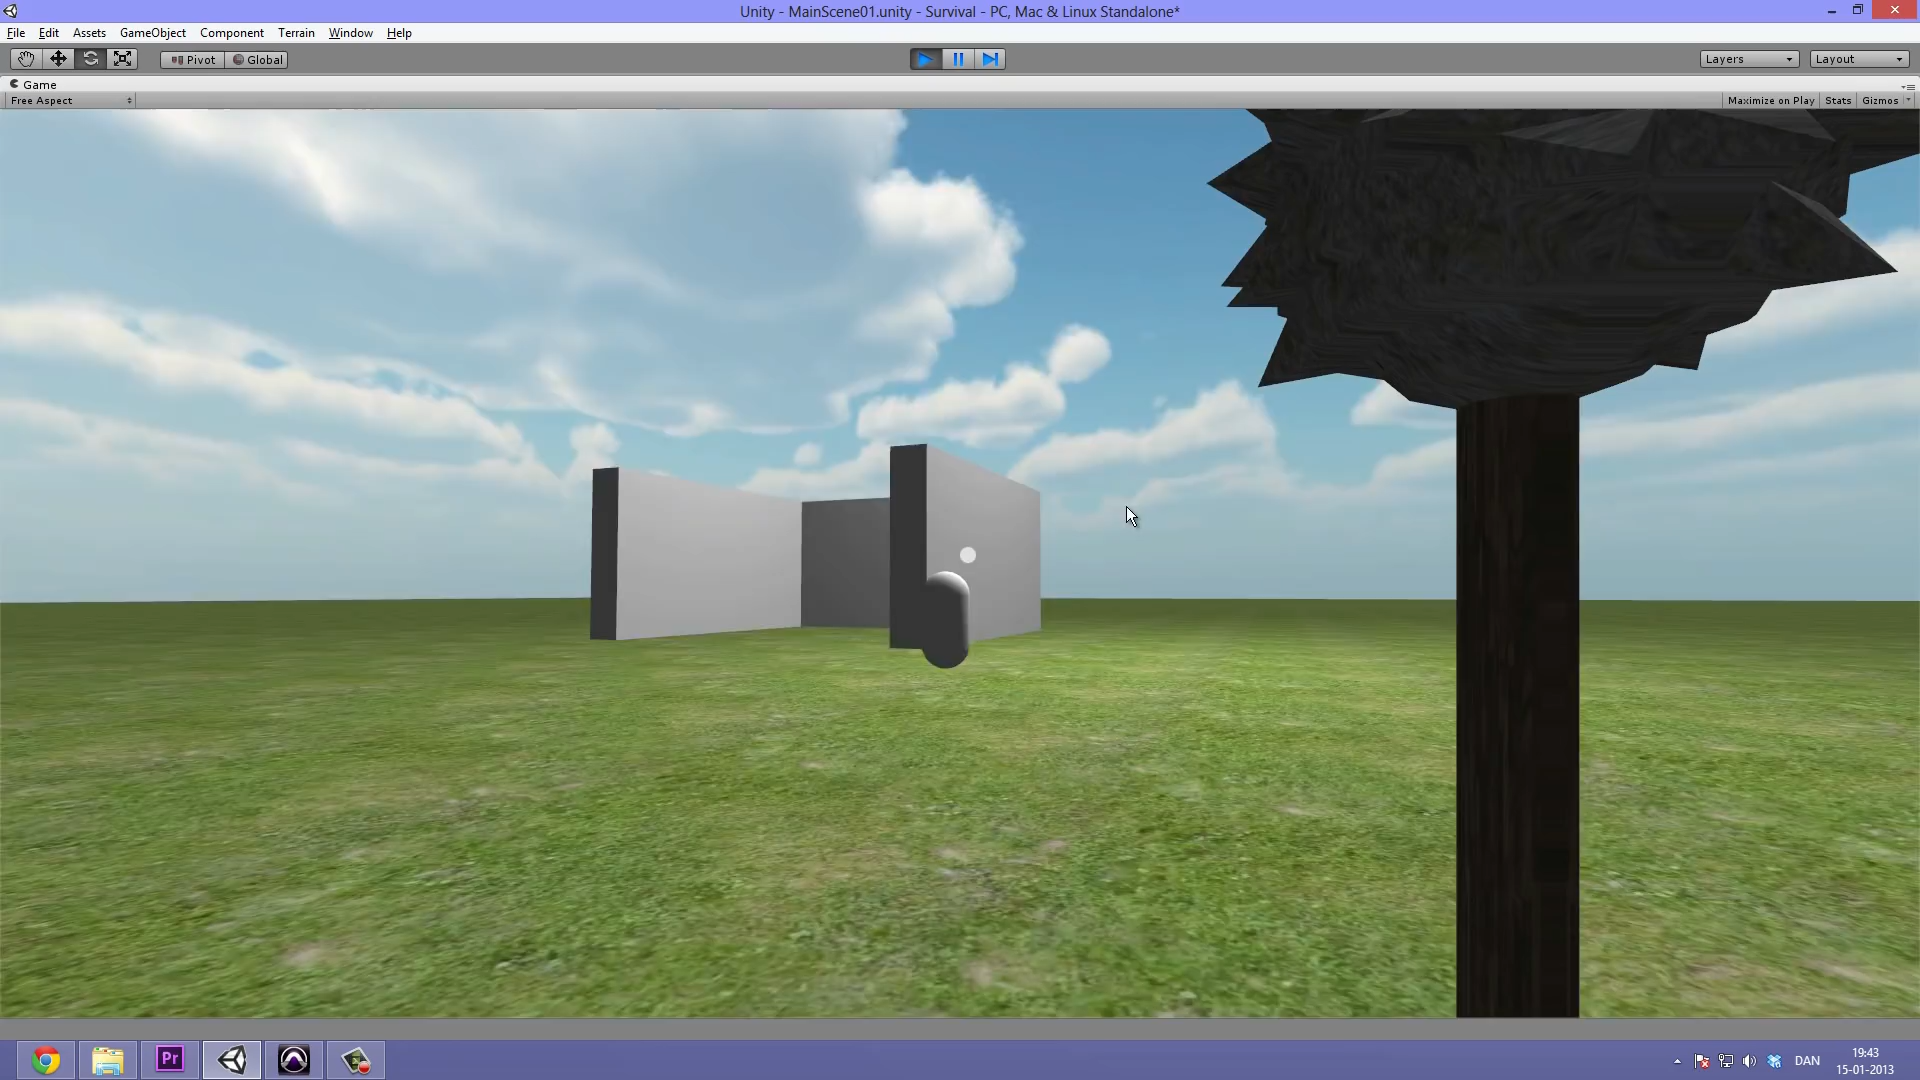 Unity - MainScene01.unity - Survival - PC, Mac & Linux Standalone*
File Edit Assets GameObject Component Terrain Window Help
Pivot Global Layers Layout
Game
Free Aspect Maximize on Play Stats Gizmos
Pr DAN 19:43
15-01-2013